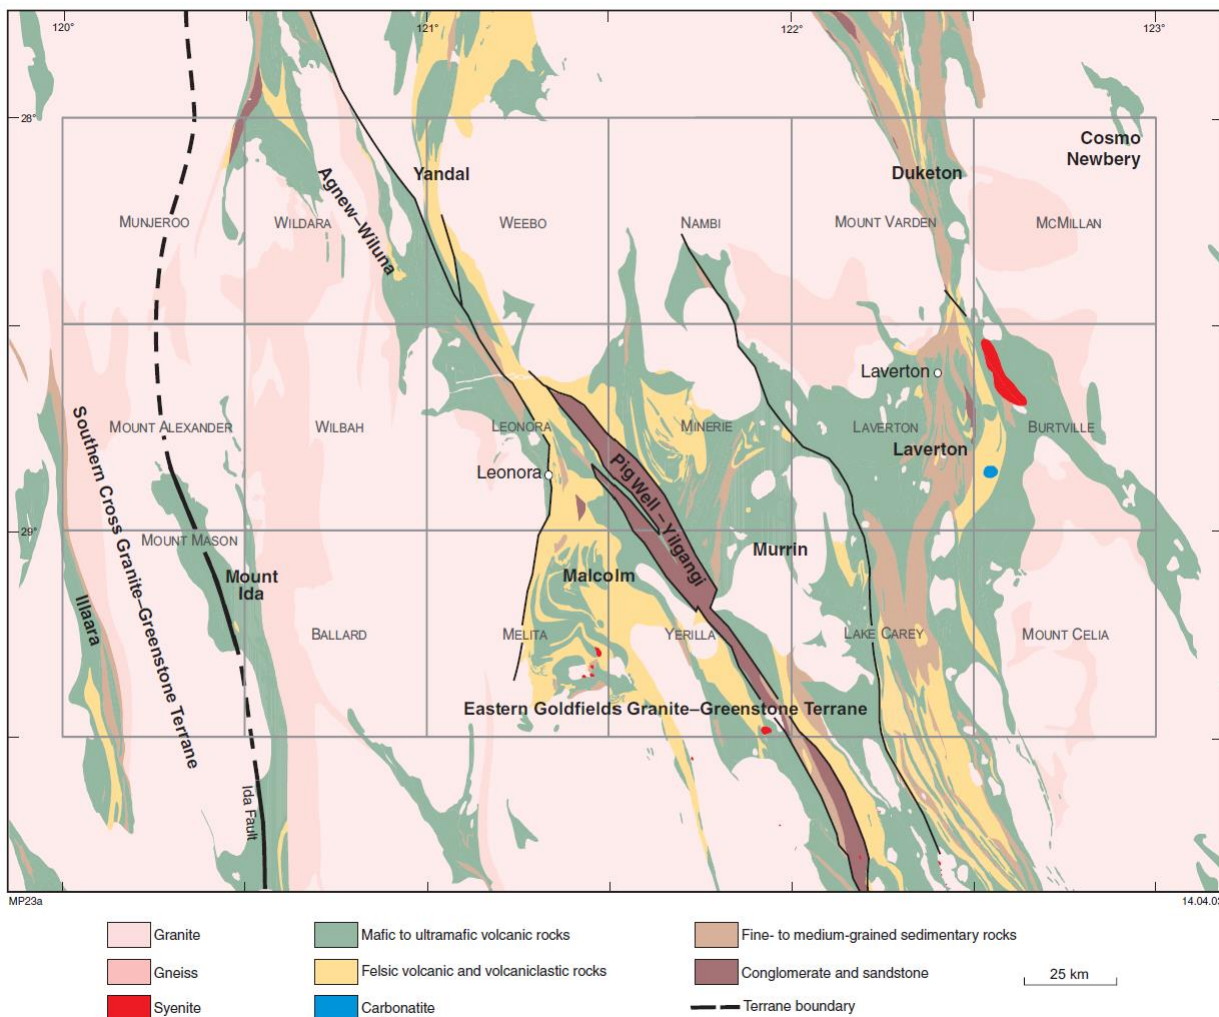 120°
121°
122°
123°
28°
Cosmo
Newbery
Yandal
Duketon
Agnew–Wiluna
MUNJEROO
WILDARA
WEEBO
NAMBI
MOUNT VARDEN
MCMILLAN
Laverton
MOUNT ALEXANDER
WILBAH
LEONORA
MINERIE
LAVERTON
BURTVILLE
Laverton
Leonora
Pig Well –Yilgangi
Southern Cross Granite–Greenstone Terrane
29°
MOUNT MASON
Murrin
Mount
Ida
Malcolm
Illaara
BALLARD
MELITA
YERILLA
LAKE CAREY
MOUNT CELIA
Eastern Goldfields Granite–Greenstone Terrane
Ida Fault
MP23a
14.04.03
Granite
Mafic to ultramafic volcanic rocks
Fine- to medium-grained sedimentary rocks
Gneiss
Felsic volcanic and volcaniclastic rocks
Conglomerate and sandstone
25 km
Syenite
Carbonatite
Terrane boundary